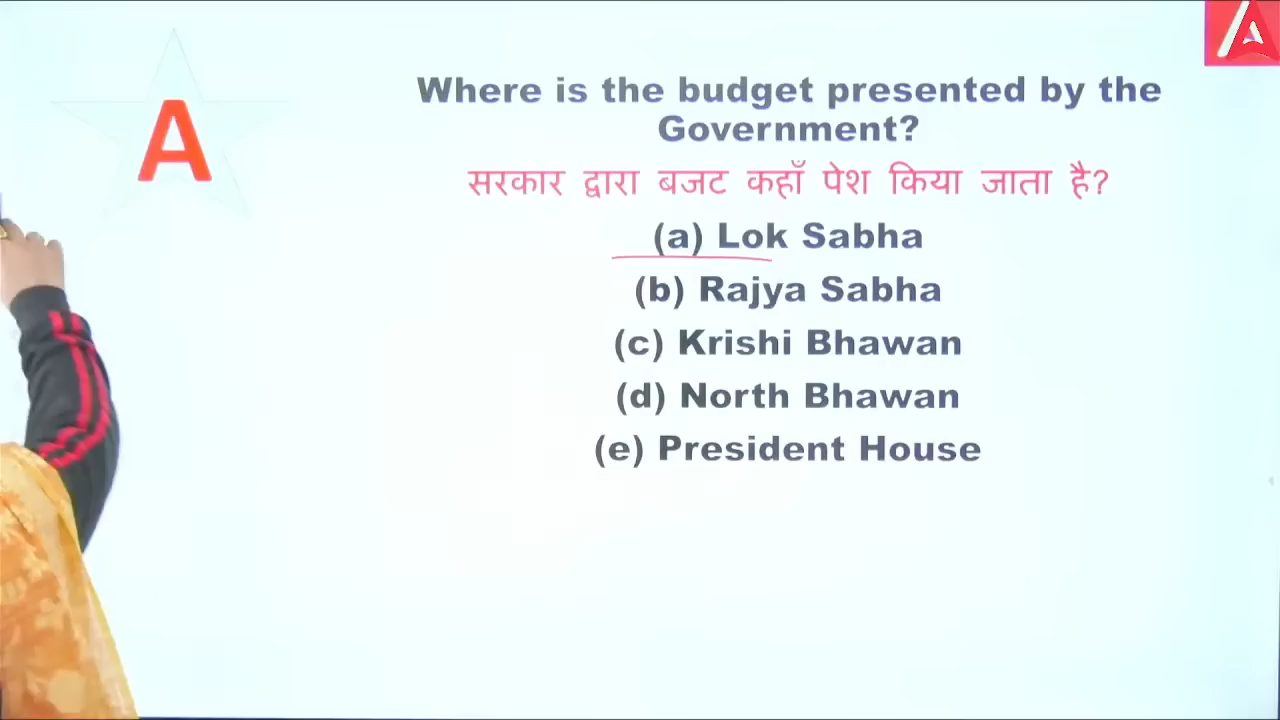 A
Where is the budget presented by the
Government?
सरकार द्वारा बजट कहाँ पेश किया जाता है?
(a) Lok Sabha
(b) Rajya Sabha
(c) Krishi Bhawan
(d) North Bhawan
(e) President House